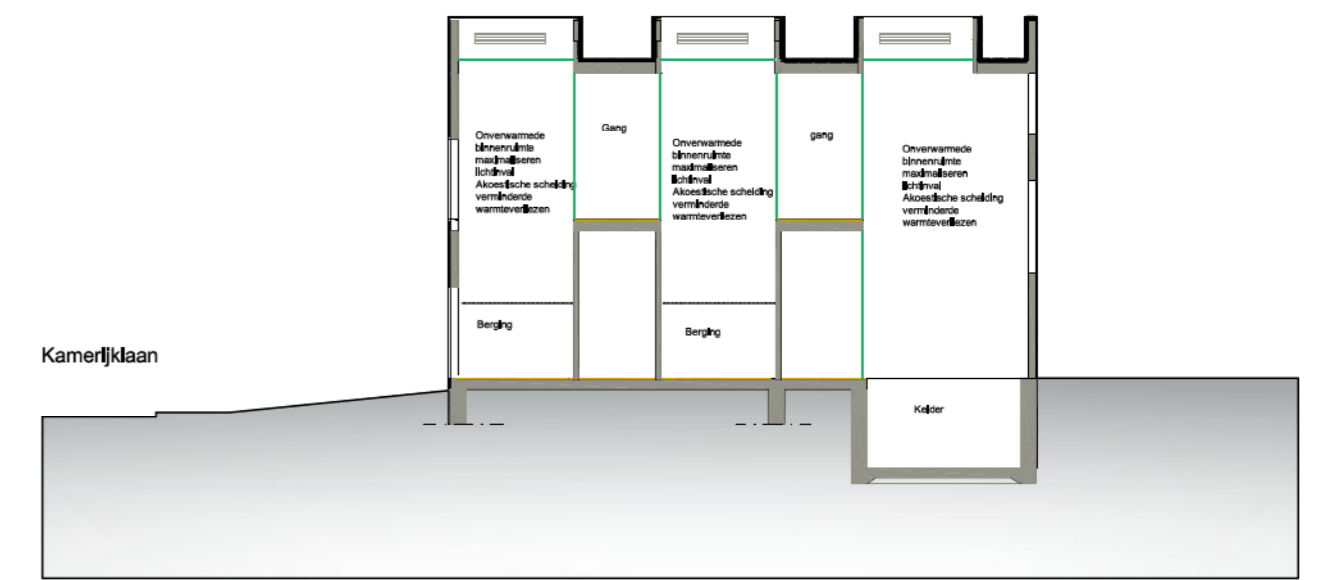 Onverwarmede
binnenruimte
maximaliseren
lichtinval
Akoestische scheiding
verminderde
warmteverliezen
Gang
Onverwarmede
binnenruimte
maximaliseren
lichtinval
Akoestische scheiding
verminderde
warmteverliezen
gang
Onverwarmede
binnenruimte
maximaliseren
lichtinval
Akoestische scheiding
verminderde
warmteverliezen
Berging
Berging
Kamerijklaan
Kelder